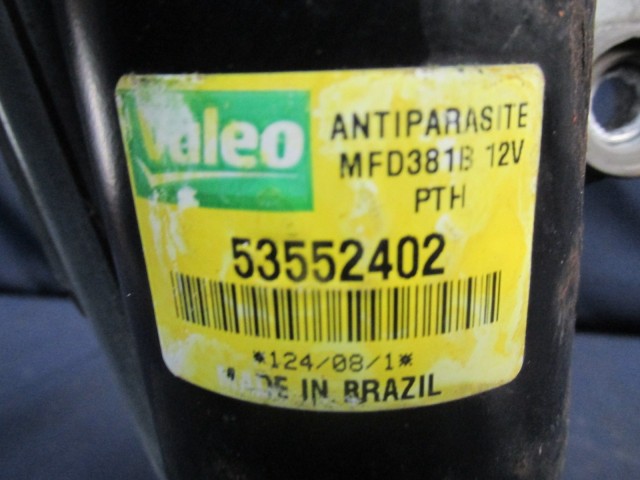 Valeo
ANTIPARASITE
MFD381B 12V
PTH
53552402
*124/08/1*
MADE IN BRAZIL